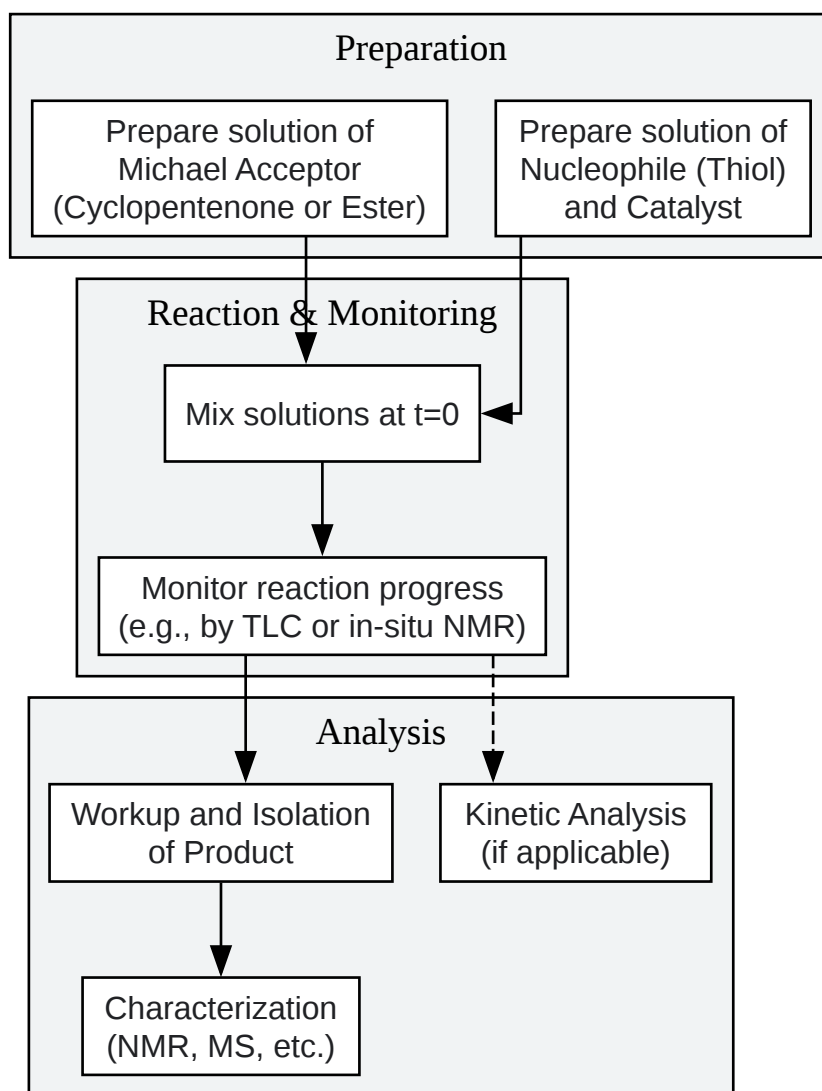 Preparation
Prepare solution of
Michael Acceptor
(Cyclopentenone or Ester)
Prepare solution of
Nucleophile (Thiol)
and Catalyst
Reaction & Monitoring
Mix solutions at t=0
Monitor reaction progress
(e.g., by TLC or in-situ NMR)
Analysis
Workup and Isolation
of Product
Kinetic Analysis
(if applicable)
Characterization
(NMR, MS, etc.)